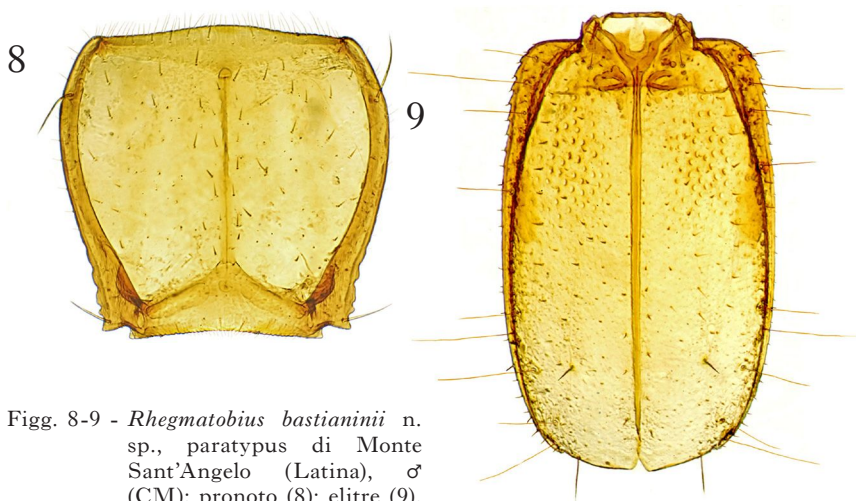 8
9
Figg. 8-9 - Rhegmatobius bastianinii n.
sp., paratypus di Monte
Sant'Angelo (Latina), ♂
(CM): pronoto (8); elitre (9).